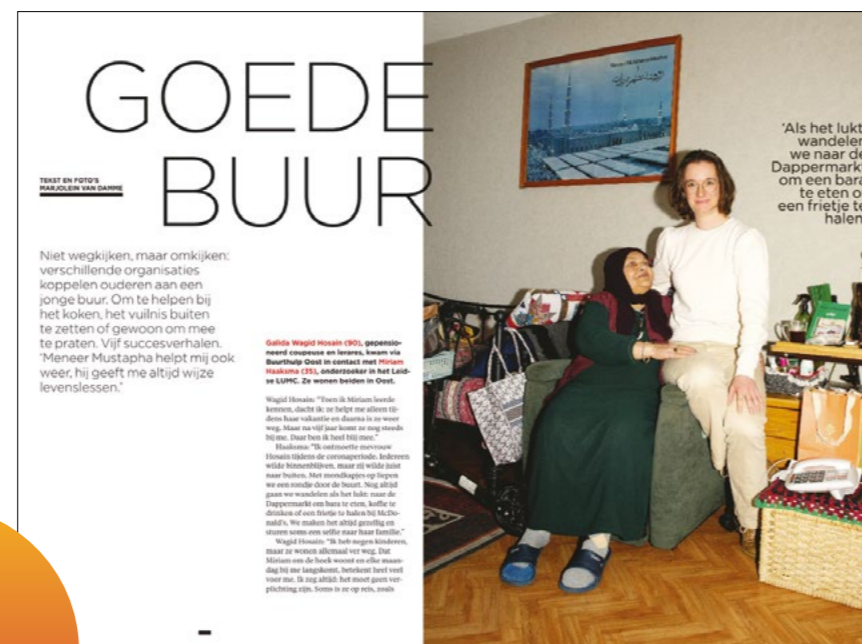 GOEDE
BUUR
TEKST EN FOTO'S
MARJOLEIN VAN DAMME
Niet wegkijken, maar omkijken:
verschillende organisaties
koppelen ouderen aan een
jonge buur. Om te helpen bij
het koken, het vuilnis buiten
te zetten of gewoon om mee
te praten. Vijf succesverhalen.
'Meneer Mustapha helpt mij ook
weer, hij geeft me altijd wijze
levenslessen.'
Galida Wagid Hosain (90), gepensio-
neerd coupeuse en lerares, kwam via
Buurthulp Oost in contact met Miriam
Haaksma (35), onderzoeker in het Leid-
se LUMC. Ze wonen beiden in Oost.
Wagid Hosain: "Toen ik Miriam leerde
kennen, dacht ik: ze helpt me alleen tij-
dens haar vakantie en daarna is ze weer
weg. Maar na vijf jaar komt ze nog steeds
bij me. Daar ben ik heel blij mee."
Haaksma: "Ik ontmoette mevrouw
Hosain tijdens de coronaperiode. Iedereen
wilde binnenblijven, maar zij wilde juist
naar buiten. Met mondkapjes op liepen
we een rondje door de buurt. Nog altijd
gaan we wandelen als het lukt: naar de
Dappermarkt om bara te eten, koffie te
drinken of een frietje te halen bij McDo-
nald's. We maken het altijd gezellig en
sturen soms een selfie naar haar familie."
Wagid Hosain: "Ik heb negen kinderen,
maar ze wonen allemaal ver weg. Dat
Miriam om de hoek woont en elke maan-
dag bij me langskomt, betekent heel veel
voor me. Ik zeg altijd: het moet geen ver-
plichting zijn. Soms is ze op reis, zoals
'Als het lukt
wandelen
we naar de
Dappermarkt
om een bara
te eten o
een frietje te
halen